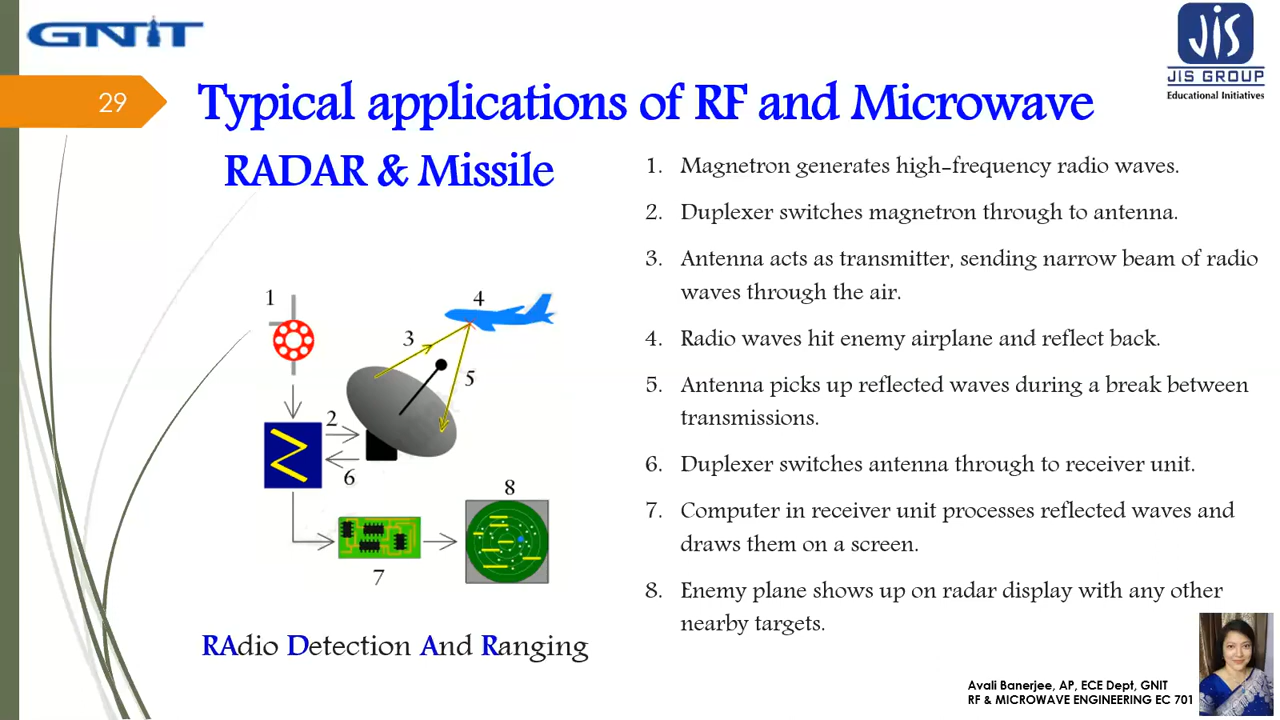 GNIT
JIS
JIS GROUP
Educational Initiatives
29
Typical applications of RF and Microwave
RADAR & Missile
1. Magnetron generates high-frequency radio waves.
2. Duplexer switches magnetron through to antenna.
3. Antenna acts as transmitter, sending narrow beam of radio
waves through the air.
4. Radio waves hit enemy airplane and reflect back.
5. Antenna picks up reflected waves during a break between
transmissions.
6. Duplexer switches antenna through to receiver unit.
7. Computer in receiver unit processes reflected waves and
draws them on a screen.
8. Enemy plane shows up on radar display with any other
nearby targets.
1
4
3
5
2
6
8
7
RAdio Detection And Ranging
Avali Banerjee, AP, ECE Dept, GNIT
RF & MICROWAVE ENGINEERING EC 701